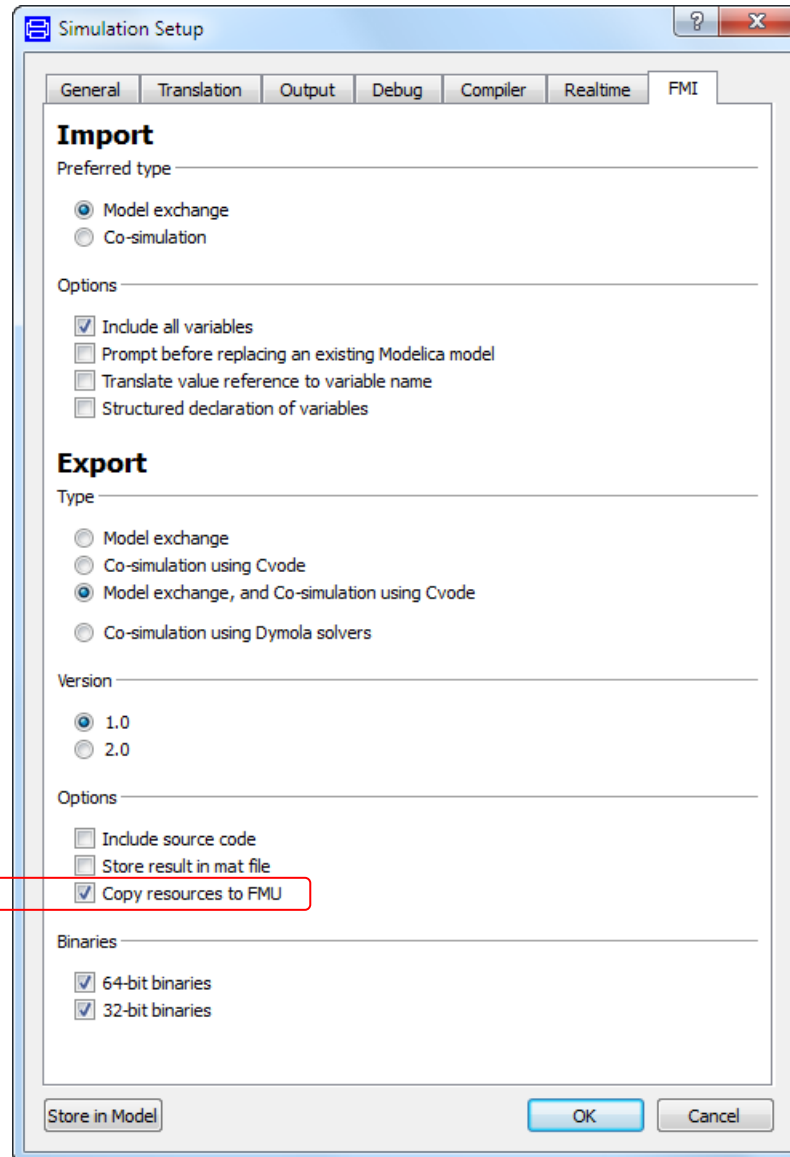 Simulation Setup
? X
General Translation Output Debug Compiler Realtime FMI
Import
Preferred type
Model exchange
Co-simulation
Options
Include all variables
Prompt before replacing an existing Modelica model
Translate value reference to variable name
Structured declaration of variables
Export
Type
Model exchange
Co-simulation using Cvode
Model exchange, and Co-simulation using Cvode
Co-simulation using Dymola solvers
Version
1.0
2.0
Options
Include source code
Store result in mat file
Copy resources to FMU
Binaries
64-bit binaries
32-bit binaries
Store in Model OK Cancel